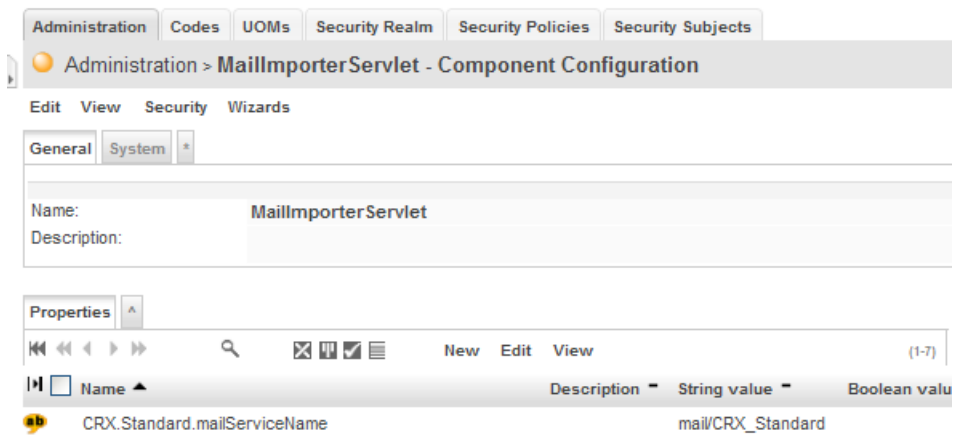 Administration Codes UOMs Security Realm Security Policies Security Subjects
Administration > MailImporterServlet - Component Configuration
Edit View Security Wizards
General System *
Name: MailImporterServlet
Description:
Properties ^
New Edit View (1-7)
Name Description String value Boolean valu
ab CRX.Standard.mailServiceName mail/CRX_Standard